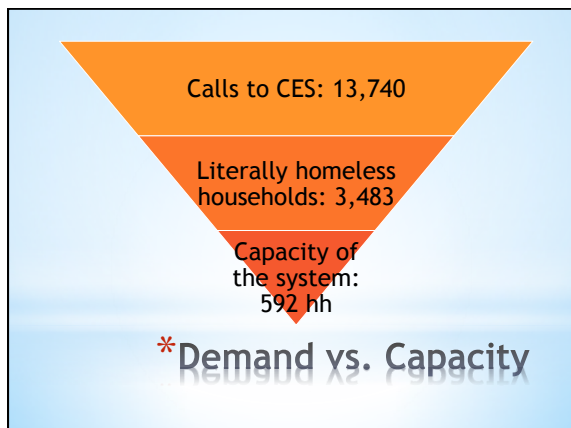 Calls to CES: 13,740
Literally homeless
households: 3,483
Capacity of
the system:
592 hh
*Demand vs. Capacity